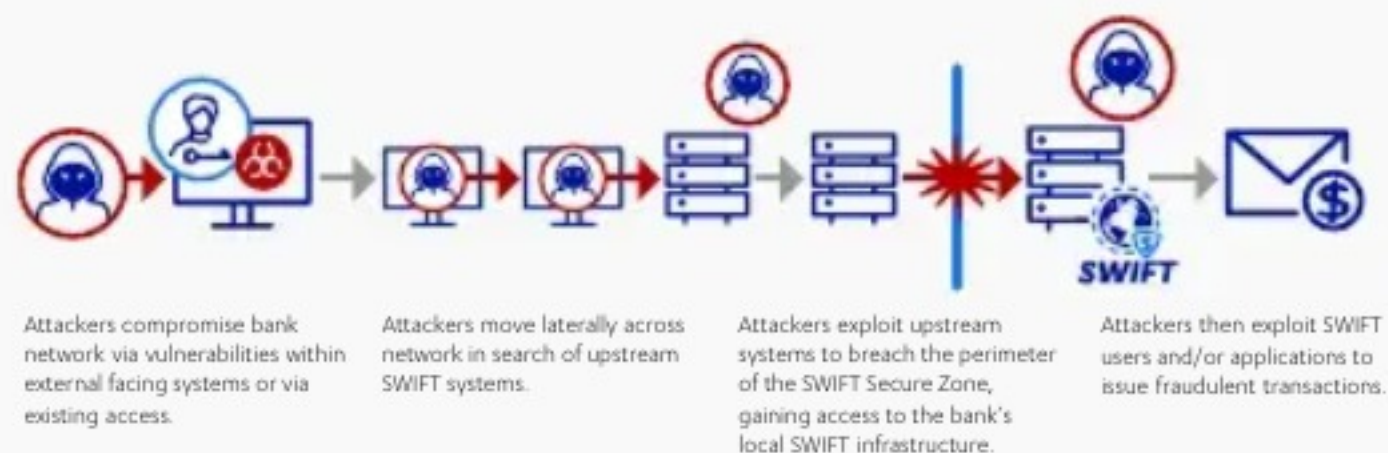 SWIFT
Attackers compromise bank
network via vulnerabilities within
external facing systems or via
existing access.
Attackers move laterally across
network in search of upstream
SWIFT systems.
Attackers exploit upstream
systems to breach the perimeter
of the SWIFT Secure Zone,
gaining access to the bank's
local SWIFT infrastructure.
Attackers then exploit SWIFT
users and/or applications to
issue fraudulent transactions.